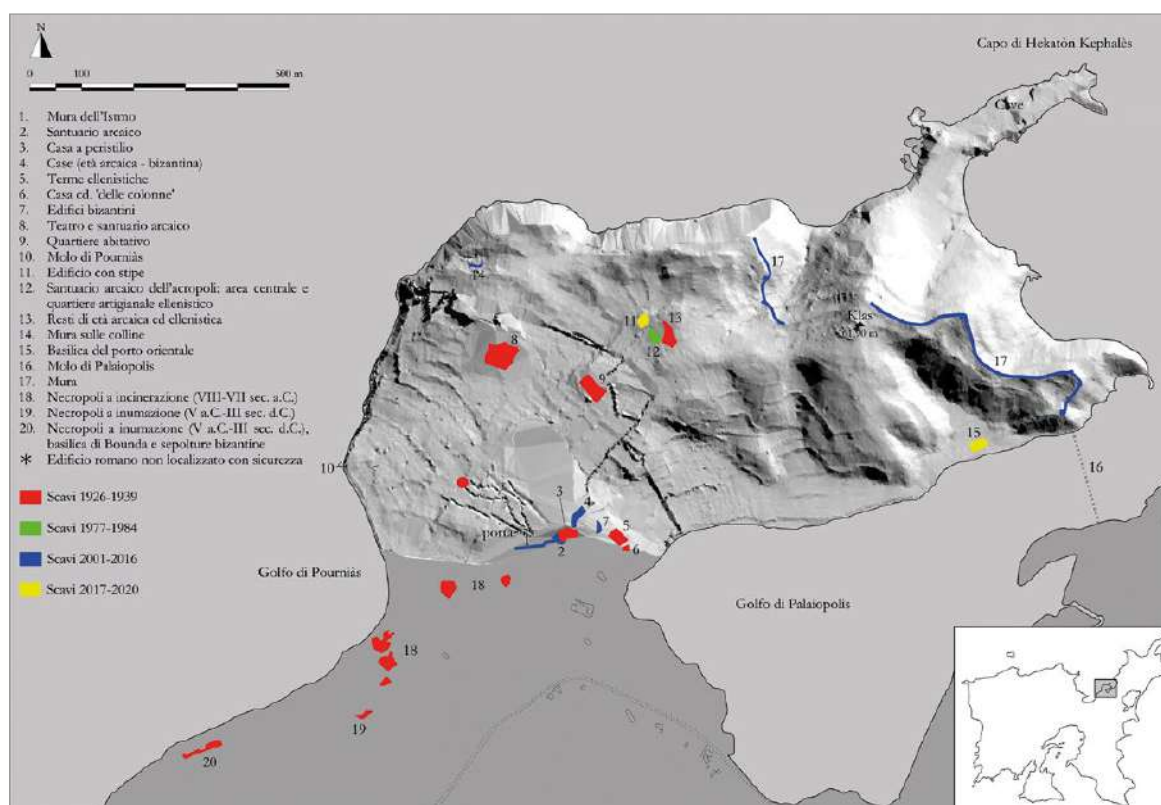 N
0 100 500 m
Capo di Hekatòn Kephalès
Cave
1. Mura dell'Istmo
2. Santuario arcaico
3. Casa a peristilio
4. Case (età arcaica - bizantina)
5. Terme ellenistiche
6. Casa cd. 'delle colonne'
7. Edifici bizantini
8. Teatro e santuario arcaico
9. Quartiere abitativo
10. Molo di Pourniàs
11. Edificio con stipe
12. Santuario arcaico dell'acropoli; area centrale e
quartiere artigianale ellenistico
13. Resti di età arcaica ed ellenistica
14. Mura sulle colline
15. Basilica del porto orientale
16. Molo di Palaiopolis
17. Mura
18. Necropoli a incinerazione (VIII-VII sec. a.C.)
19. Necropoli a inumazione (V a.C.-III sec. d.C.)
20. Necropoli a inumazione (V a.C.-III sec. d.C.),
basilica di Bounda e sepolture bizantine
* Edificio romano non localizzato con sicurezza
Scavi 1926-1939
Scavi 1977-1984
Scavi 2001-2016
Scavi 2017-2020
14
17
11
13
12
Klas
8
9
17
15
10
16
3
4
7
5
porta
2
6
18
Golfo di Pourniàs
Golfo di Palaiopolis
18
19
20